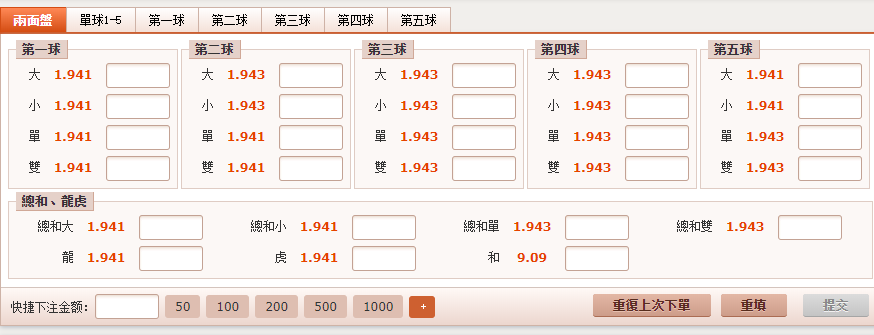 兩面盤 單球1-5 第一球 第二球 第三球 第四球 第五球
第一球 第二球 第三球 第四球 第五球
大 1.941 大 1.943 大 1.943 大 1.943 大 1.941
小 1.941 小 1.943 小 1.943 小 1.943 小 1.941
單 1.941 單 1.941 單 1.943 單 1.943 單 1.943
雙 1.941 雙 1.941 雙 1.943 雙 1.943 雙 1.943
總和、龍虎
總和大 1.941 總和小 1.941 總和單 1.943 總和雙 1.943
龍 1.941 虎 1.941 和 9.09
快捷下注金额: 50 100 200 500 1000 + 重復上次下單 重填 提交